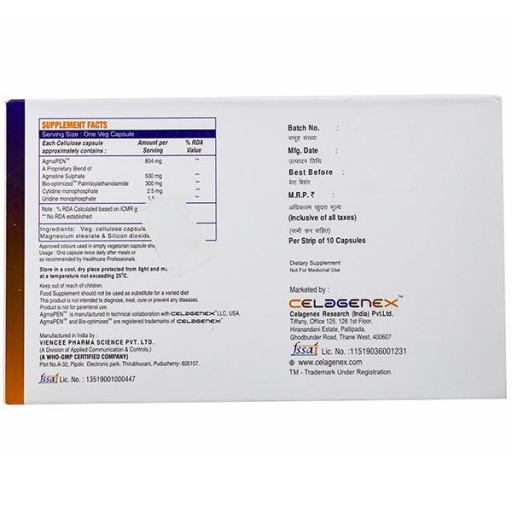 SUPPLEMENT FACTS
Serving Size : One Veg Capsule
Each Cellulose capsule approximately contains : Amount per Serving % RDA Value
AgmaPEN™ 804 mg **
A Proprietary Blend of
Agmatine Sulphate 500 mg **
Bio-optimized™ Palmitoylethanolamide 300 mg **
Cytidine monophosphate 2.5 mg **
Uridine monophosphate **
Note : % RDA Calculated based on ICMR
** No RDA established
Ingredients: Veg. cellulose capsule
Magnesium stearate & Silicon
Approved colours used in empty vegetarian capsule
Usage : One capsule twice daily after meals or
as recommended by Healthcare Professionals.
Store in a cool, dry place protected from light and
at a temperature not exceeding 25°C.
Keep out of reach of children.
Food or Dietary Supplement is not to be used as substitute for a varied diet
This product is not intended to diagnose, treat, cure or prevent any diseases.
Product is not for parenteral use.
AgmaPEN™ is manufactured in technical collaboration with CELAGENEX LLC, USA.
AgmaPEN™ and Bio-optimized™ are registered trademarks of CELAGENEX™
Manufactured in India by :
VIENCEE PHARMA SCIENCE PVT. LTD.
(A Division of Applied Communication & Controls.)
(A WHO-GMP CERTIFIED COMPANY)
Plot No.A-32, Pipdic Electronic park, Thirubhuvani, Puducherry- 605107.
fssai Lic. No. : 13519001000447
Batch No. :
समूह संख्या
Mfg. Date :
उत्पादन तिथि
Best Before :
बेस्ट बिफोर
M.R.P. ₹ :
अधिकतम खुदरा मूल्य
(Inclusive of all taxes)
(सभी कर सहित)
Per Strip of 10 Capsules
Dietary Supplement
Not For Medicinal Use
Marketed by :
CELAGENEX™
Celagenex Research (India) Pvt.Ltd.
Tiffany, Office 125, 126 1st Floor,
Hiranandani Estate, Patlipada,
Ghodbunder Road, Thane West, 400607
fssai Lic. No. :11519036001231
www.celagenex.com
TM - Trademark Under Registration